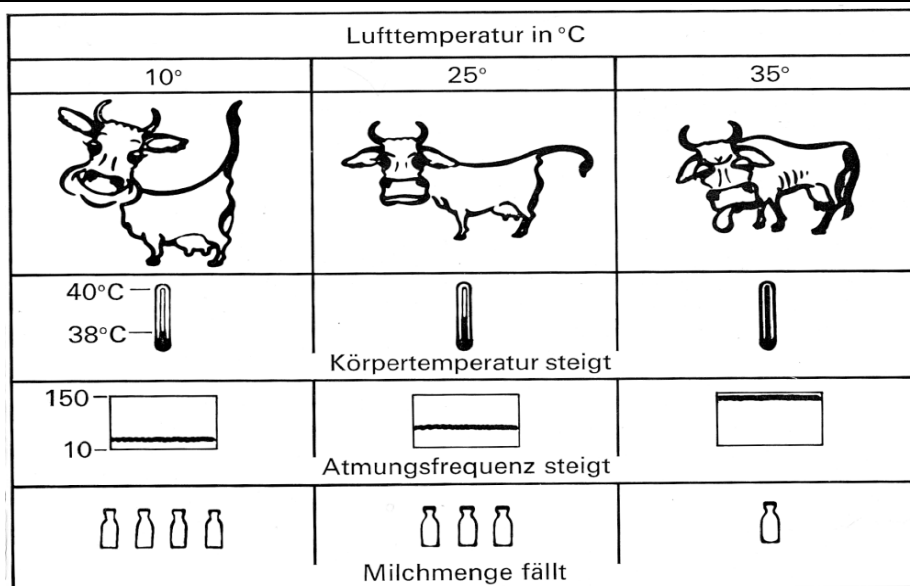 Lufttemperatur in °C
10° 25° 35°
40°C
38°C
Körpertemperatur steigt
150
10
Atmungsfrequenz steigt
Milchmenge fällt